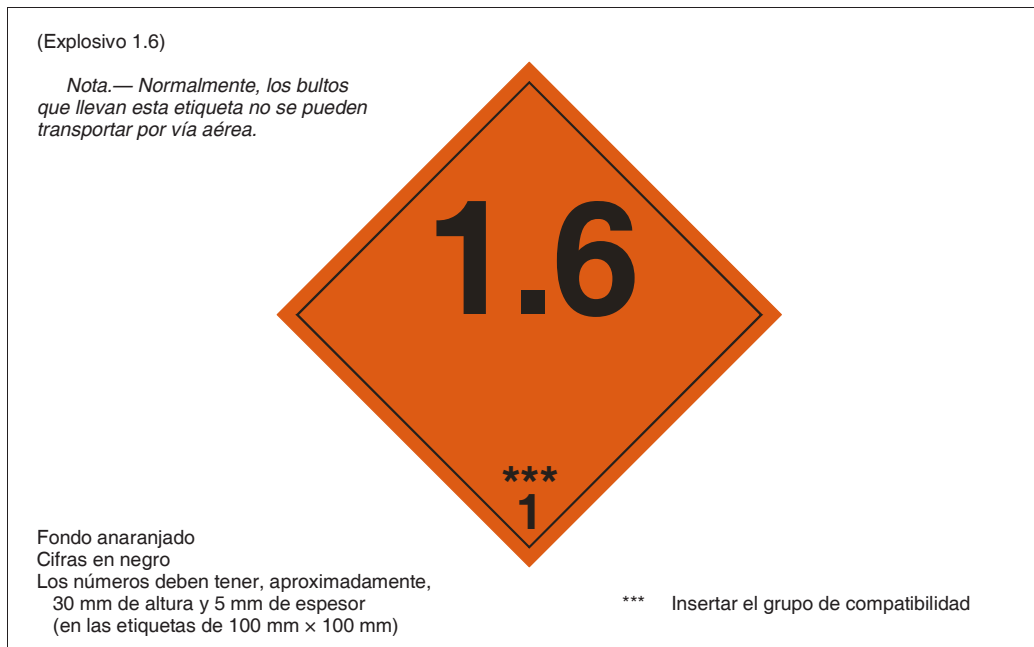 (Explosivo 1.6)
Nota.— Normalmente, los bultos
que llevan esta etiqueta no se pueden
transportar por vía aérea.
1.6
***
1
Fondo anaranjado
Cifras en negro
Los números deben tener, aproximadamente,
30 mm de altura y 5 mm de espesor
(en las etiquetas de 100 mm × 100 mm)
*** Insertar el grupo de compatibilidad